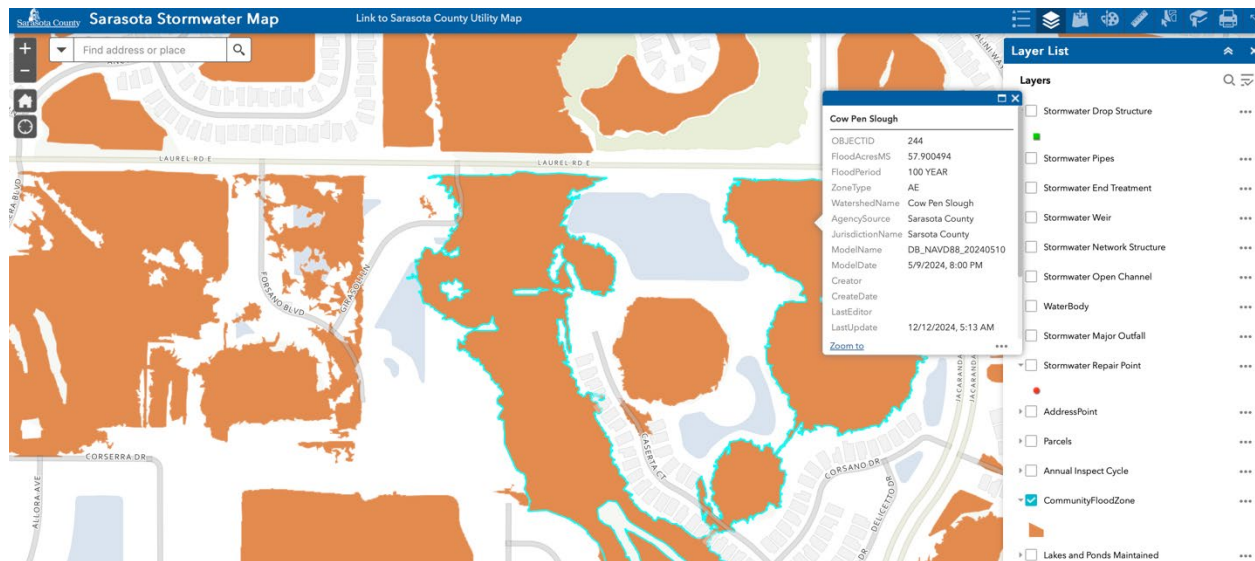 Sarasota County Sarasota Stormwater Map Link to Sarasota County Utility Map
Find address or place
Layer List
Layers
Stormwater Drop Structure
Stormwater Pipes
Stormwater End Treatment
Stormwater Weir
Stormwater Network Structure
Stormwater Open Channel
WaterBody
Stormwater Major Outfall
Stormwater Repair Point
AddressPoint
Parcels
Annual Inspect Cycle
CommunityFloodZone
Lakes and Ponds Maintained
Cow Pen Slough
OBJECTID 244
FloodAcresMS 57.900494
FloodPeriod 100 YEAR
ZoneType AE
WatershedName Cow Pen Slough
AgencySource Sarasota County
JurisdictionName Sarsota County
ModelName DB_NAVD88_20240510
ModelDate 5/9/2024, 8:00 PM
Creator
CreateDate
LastEditor
LastUpdate 12/12/2024, 5:13 AM
Zoom to
LAUREL RD E
LAUREL RD E
FORSANO BLVD
GIRASOLE LN
CORSERRA DR
ALLORA AVE
CASERTA CT
CORSANO DR
DELICETTO
JACARANDA
JACARANDA